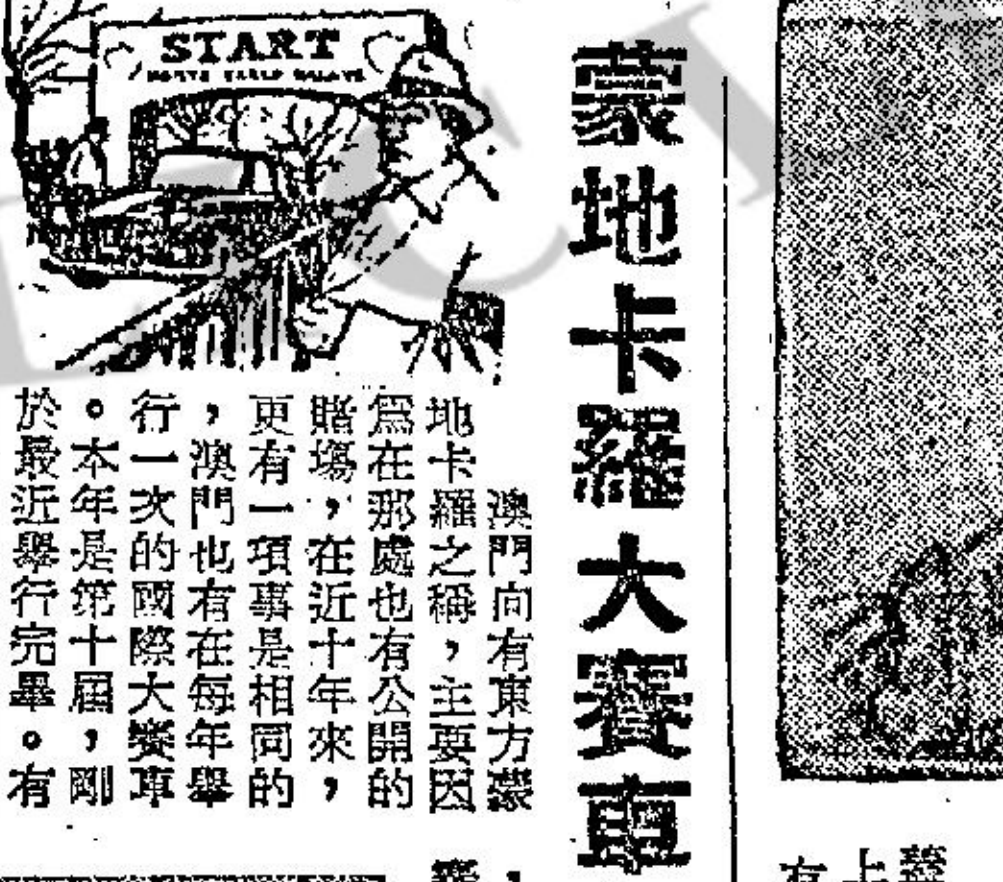 蒙地卡羅大賽車
START
MONTE CARLO RALLYE
澳門向有東方蒙
地卡羅之稱，主要因
為在那處也有公開的
賭場，在近十年來，
更有一項事是相同的
，澳門也有在每年舉
行一次的國際大賽車
。本年是第十屆，剛
於最近舉行完畢。有